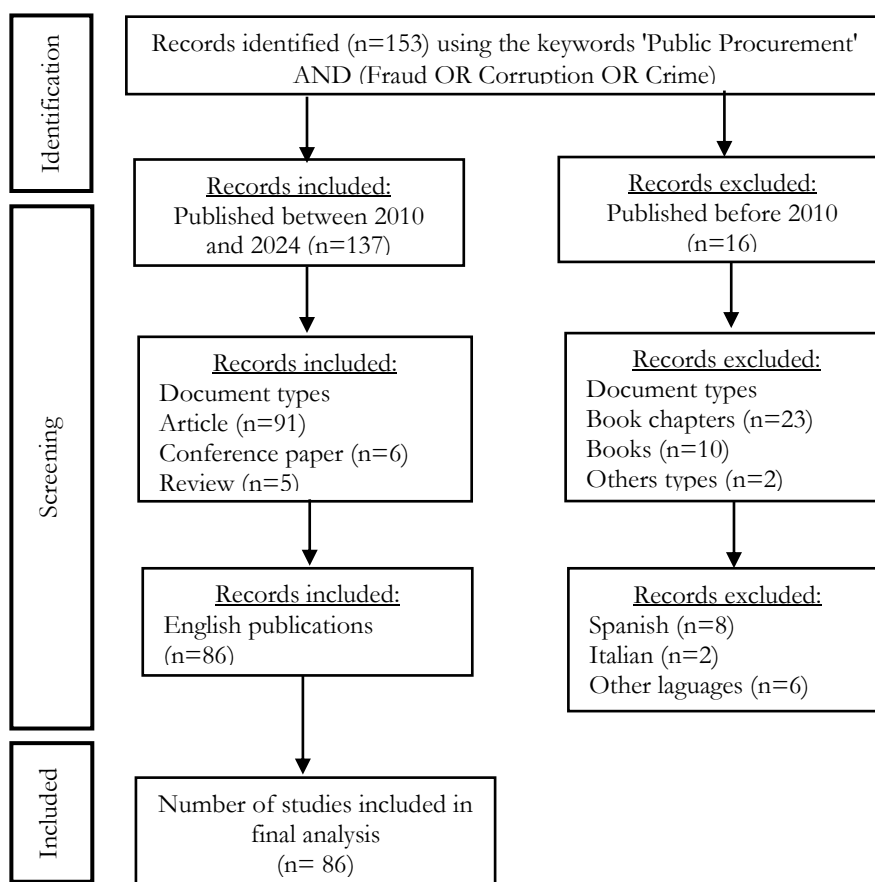 Identification
Records identified (n=153) using the keywords 'Public Procurement'
AND (Fraud OR Corruption OR Crime)
Records included:
Published between 2010
and 2024 (n=137)
Records excluded:
Published before 2010
(n=16)
Screening
Records included:
Document types
Article (n=91)
Conference paper (n=6)
Review (n=5)
Records excluded:
Document types
Book chapters (n=23)
Books (n=10)
Others types (n=2)
Records included:
English publications
(n=86)
Records excluded:
Spanish (n=8)
Italian (n=2)
Other laguages (n=6)
Included
Number of studies included in
final analysis
(n= 86)